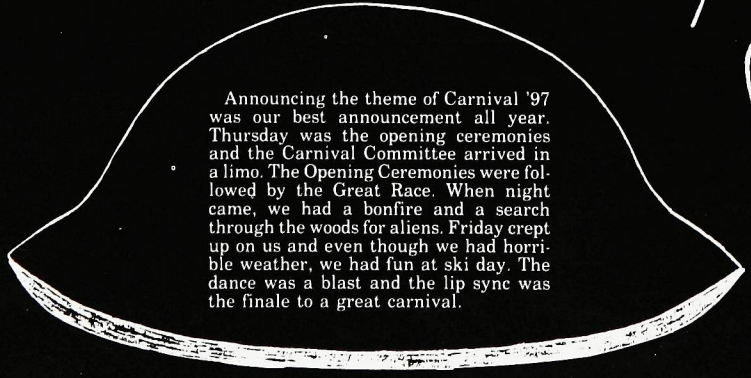 Announcing the theme of Carnival '97
was our best announcement all year.
Thursday was the opening ceremonies
and the Carnival Committee arrived in
a limo. The Opening Ceremonies were fol-
lowed by the Great Race. When night
came, we had a bonfire and a search
through the woods for aliens. Friday crept
up on us and even though we had horri-
ble weather, we had fun at ski day. The
dance was a blast and the lip sync was
the finale to a great carnival.